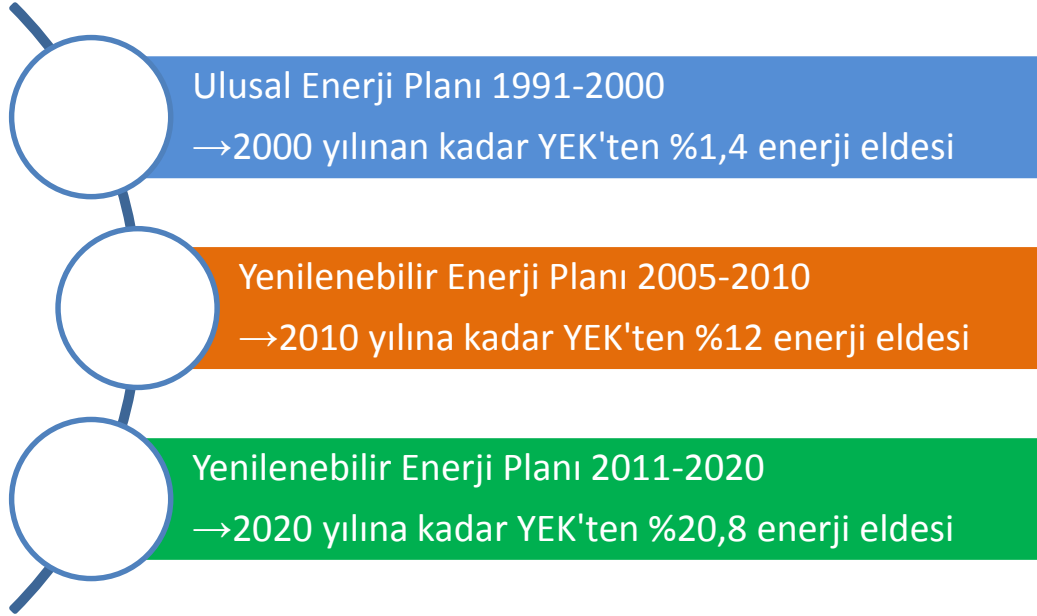 Ulusal Enerji Planı 1991-2000
→2000 yılınan kadar YEK'ten %1,4 enerji eldesi
Yenilenebilir Enerji Planı 2005-2010
→2010 yılına kadar YEK'ten %12 enerji eldesi
Yenilenebilir Enerji Planı 2011-2020
→2020 yılına kadar YEK'ten %20,8 enerji eldesi